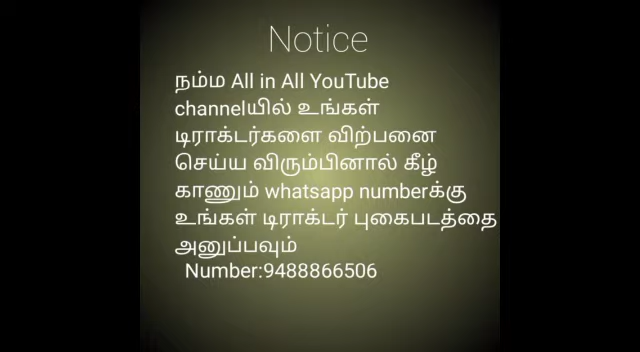 Notice
நம்ம All in All YouTube
channelயில் உங்கள்
டிராக்டர்களை விற்பனை
செய்ய விரும்பினால் கீழ்
காணும் whatsapp numberக்கு
உங்கள் டிராக்டர் புகைபடத்தை
அனுப்பவும்
Number:9488866506